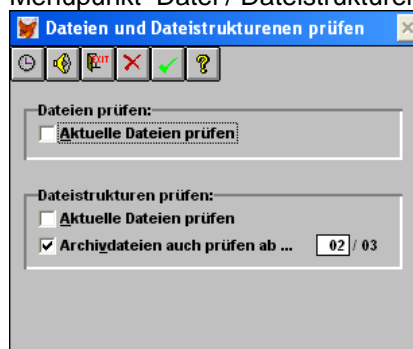 Menüpunkt Datei / Dateistrukturen
Dateien und Dateistrukturenen prüfen
EXIT
?
Dateien prüfen:
Aktuelle Dateien prüfen
Dateistrukturen prüfen:
Aktuelle Dateien prüfen
Archivdateien auch prüfen ab ... 02 / 03